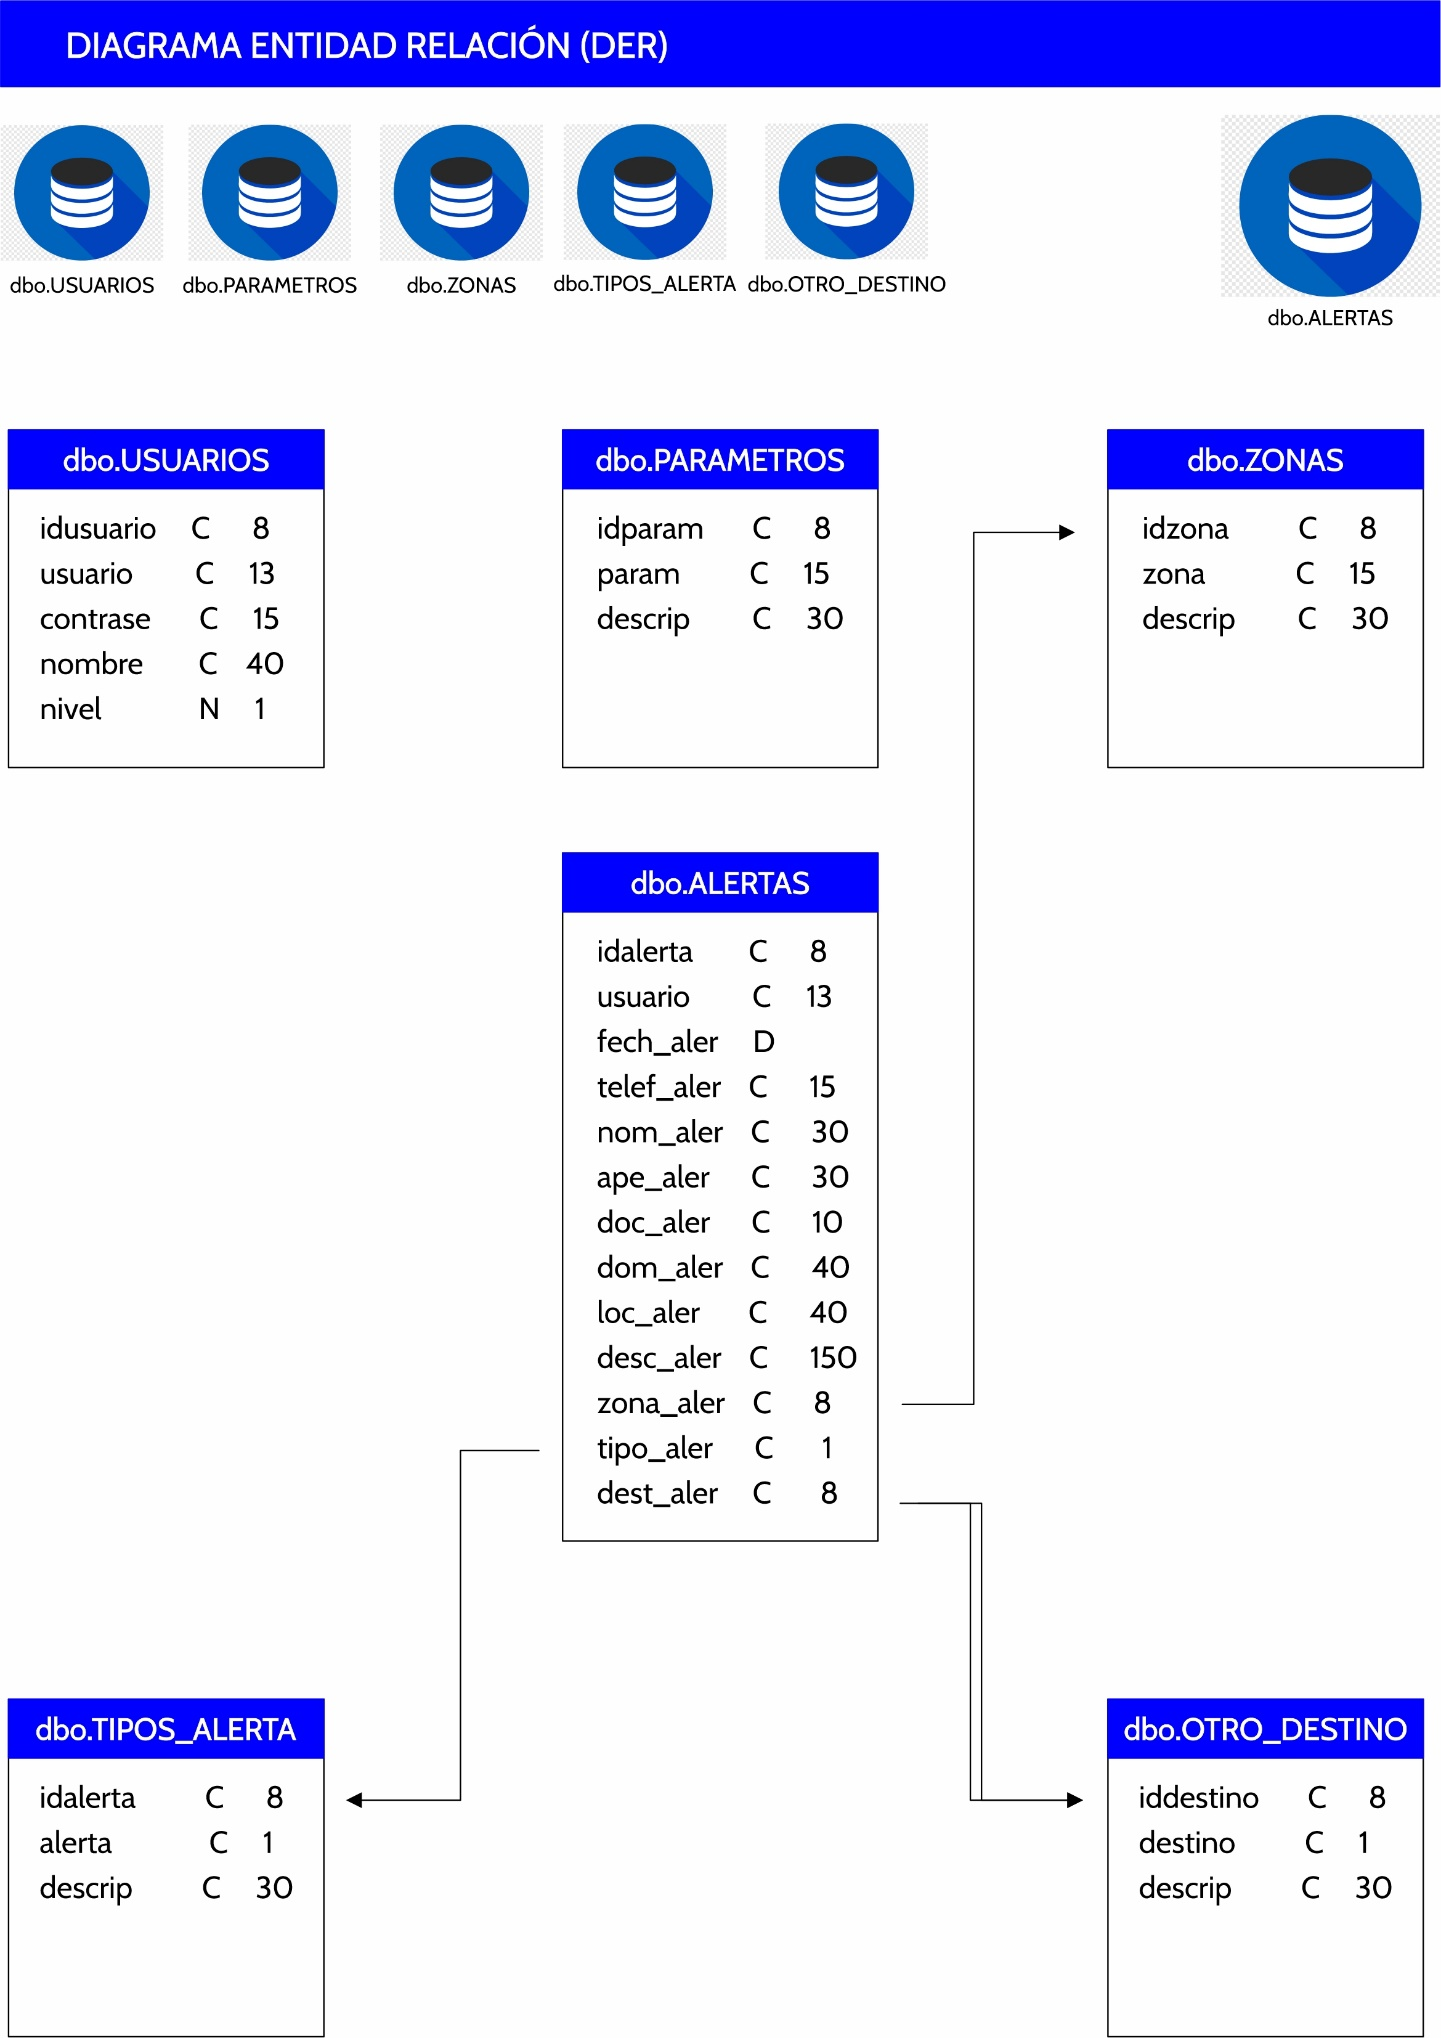 DIAGRAMA ENTIDAD RELACIÓN (DER)
dbo.USUARIOS
dbo.PARAMETROS
dbo.ZONAS
dbo.TIPOS_ALERTA
dbo.OTRO_DESTINO
dbo.ALERTAS
dbo.USUARIOS
idusuario C 8
usuario C 13
contrase C 15
nombre C 40
nivel N 1
dbo.PARAMETROS
idparam C 8
param C 15
descrip C 30
dbo.ZONAS
idzona C 8
zona C 15
descrip C 30
dbo.ALERTAS
idalerta C 8
usuario C 13
fech_aler D
telef_aler C 15
nom_aler C 30
ape_aler C 30
doc_aler C 10
dom_aler C 40
loc_aler C 40
desc_aler C 150
zona_aler C 8
tipo_aler C 1
dest_aler C 8
dbo.TIPOS_ALERTA
idalerta C 8
alerta C 1
descrip C 30
dbo.OTRO_DESTINO
iddestino C 8
destino C 1
descrip C 30